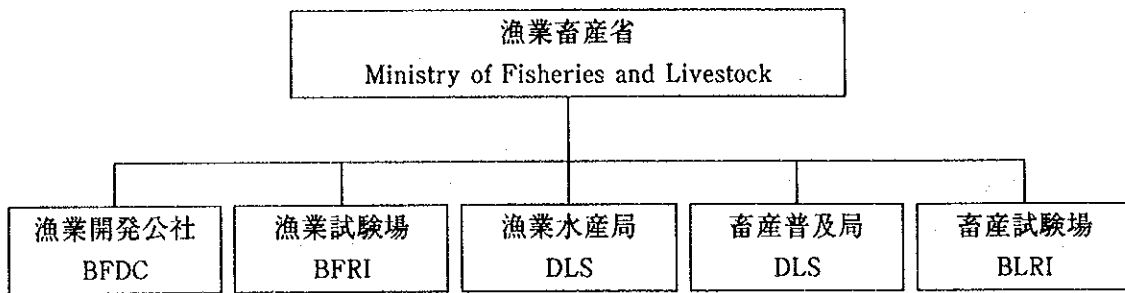 漁業畜産省
Ministry of Fisheries and Livestock
漁業開発公社
BFDC
漁業試験場
BFRI
漁業水産局
DLS
畜産普及局
DLS
畜産試験場
BLRI